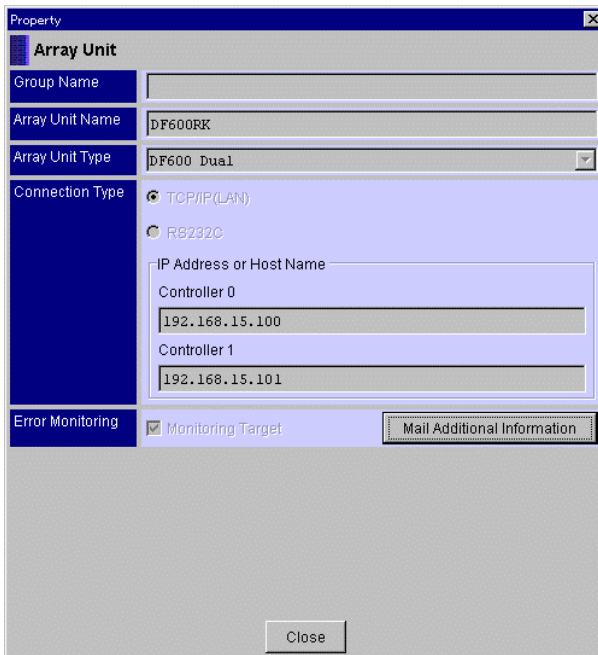 Property
Array Unit
Group Name
Array Unit Name
DF600RK
Array Unit Type
DF600 Dual
Connection Type
TCP/IP(LAN)
RS232C
IP Address or Host Name
Controller 0
192.168.15.100
Controller 1
192.168.15.101
Error Monitoring
Monitoring Target
Mail Additional Information
Close